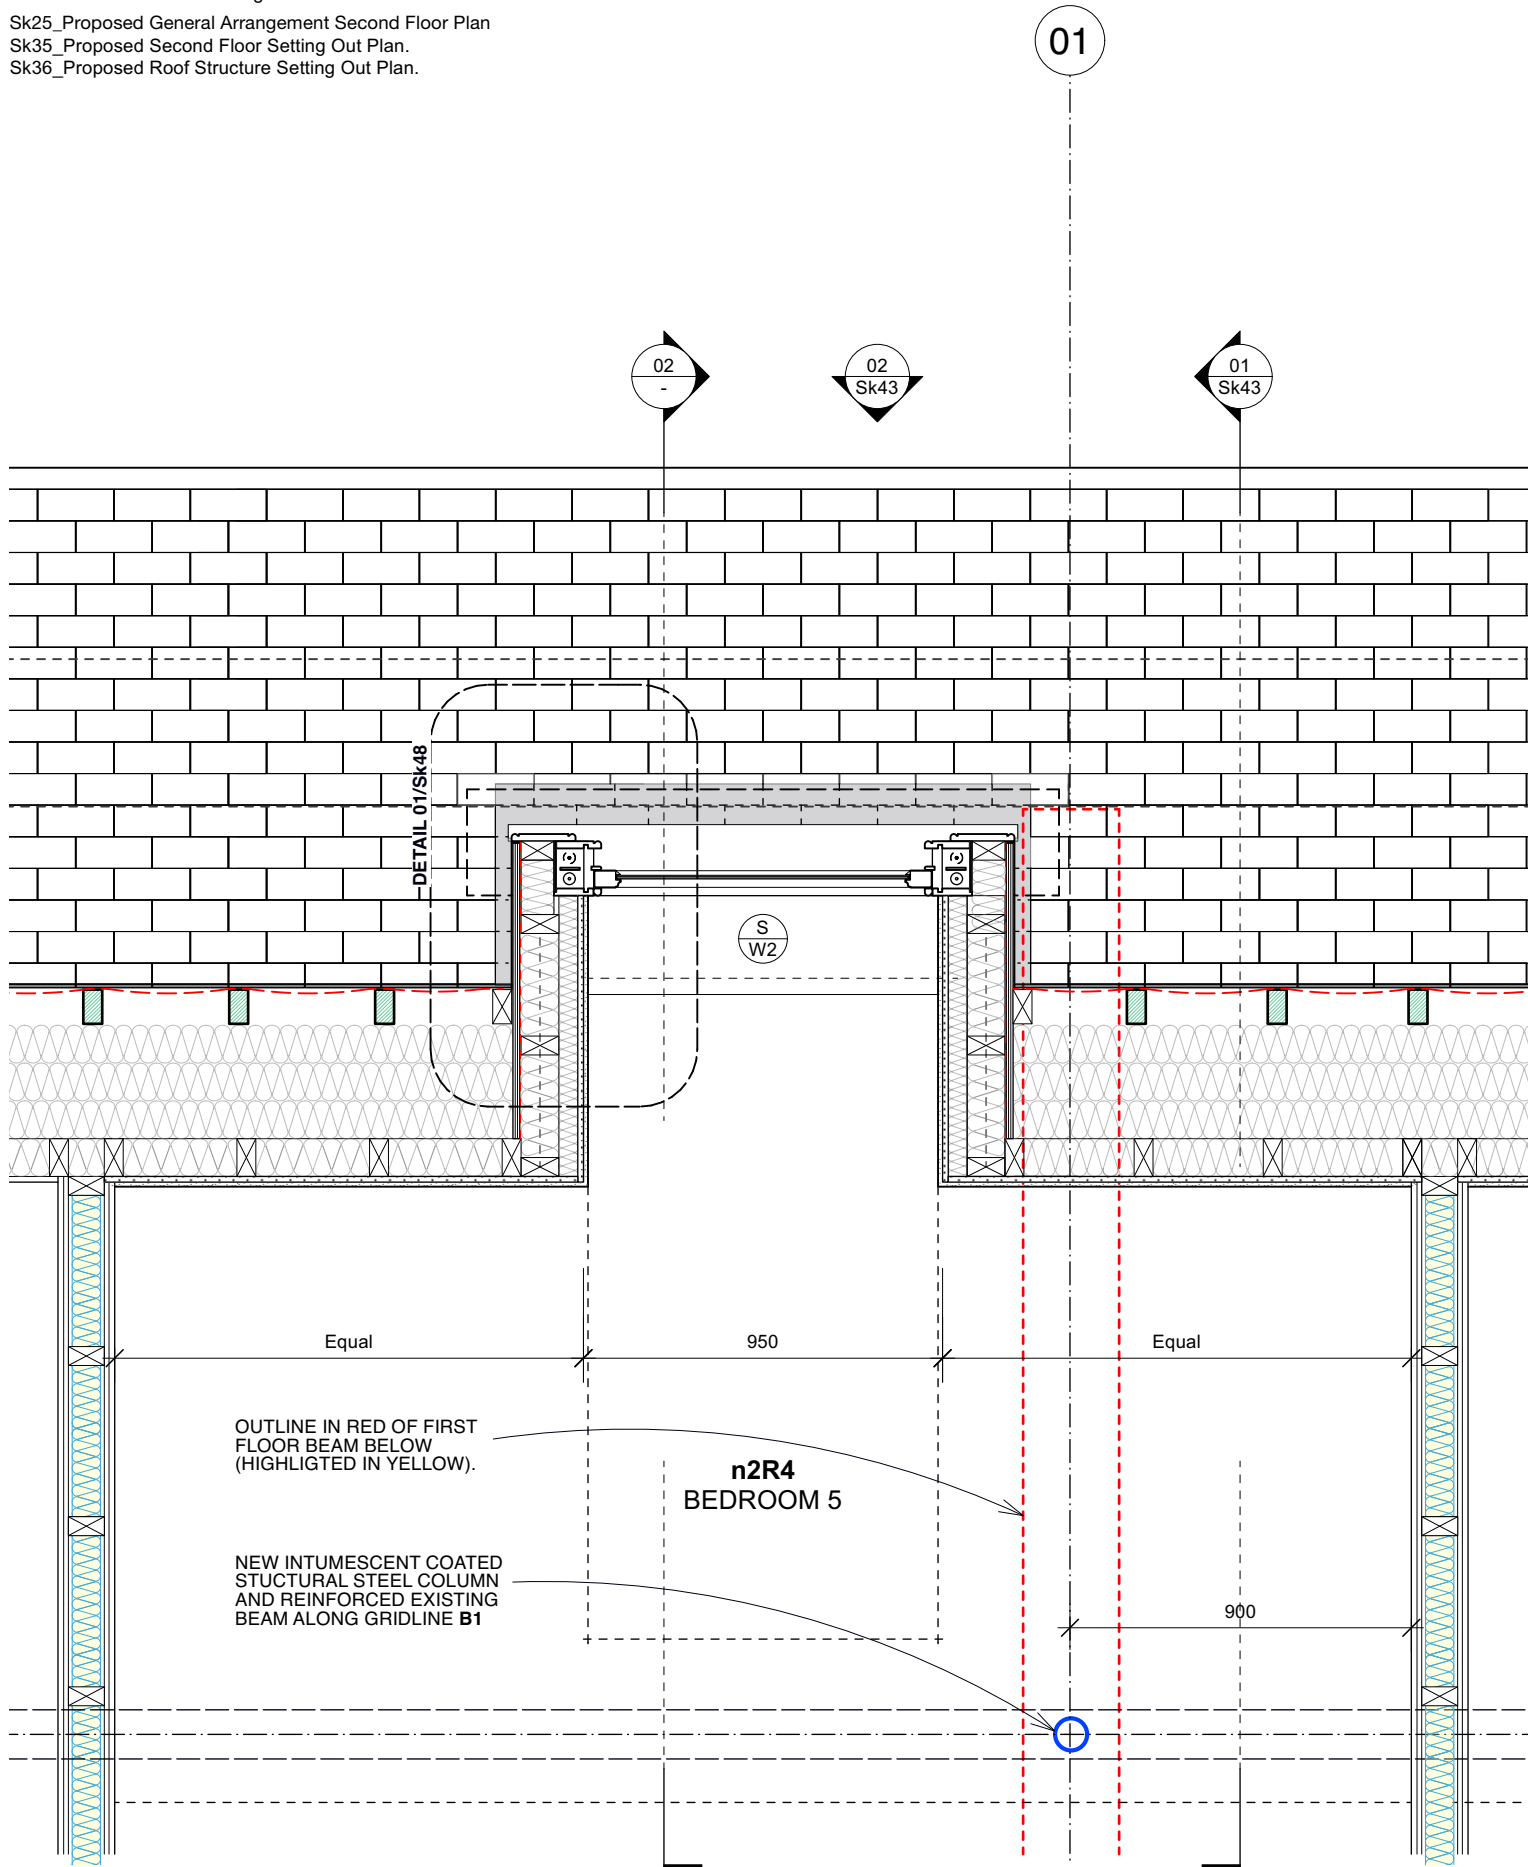 Sk25_Proposed General Arrangement Second Floor Plan
Sk35_Proposed Second Floor Setting Out Plan.
Sk36_Proposed Roof Structure Setting Out Plan.
01
02
-
02
Sk43
01
Sk43
DETAIL 01/Sk48
S
W2
Equal
950
Equal
OUTLINE IN RED OF FIRST
FLOOR BEAM BELOW
(HIGHLIGTED IN YELLOW).
n2R4
BEDROOM 5
NEW INTUMESCENT COATED
STUCTURAL STEEL COLUMN
AND REINFORCED EXISTING
BEAM ALONG GRIDLINE B1
900